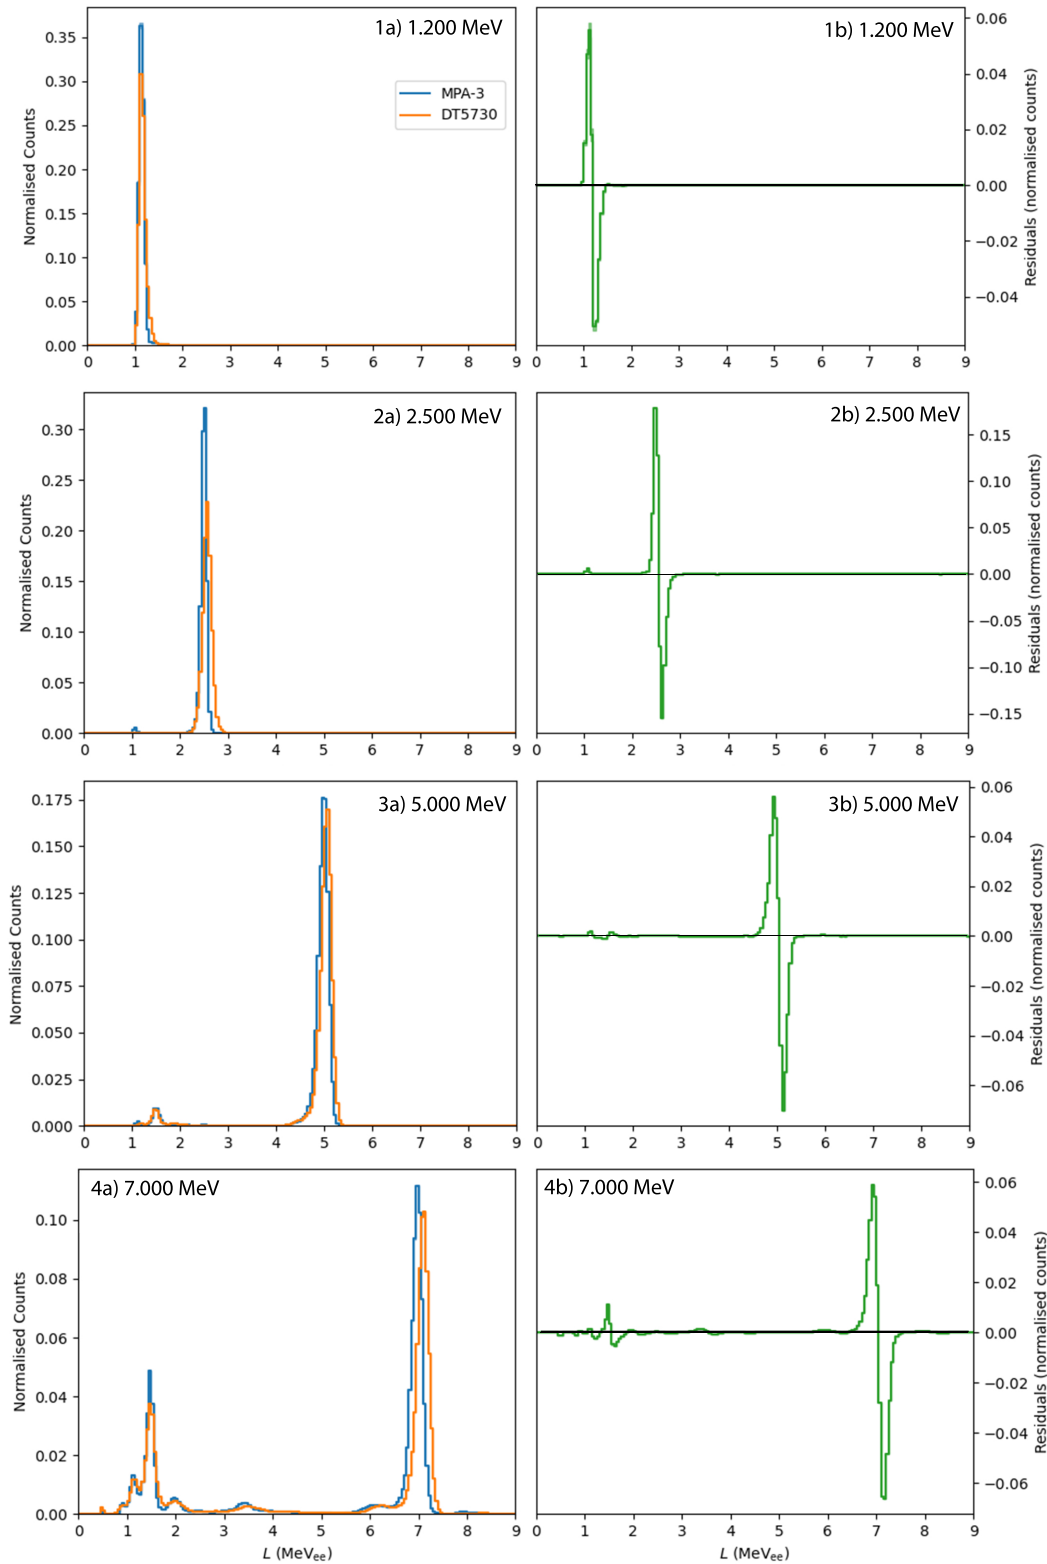 1a) 1.200 MeV
MPA-3
DT5730
Normalised Counts
0.35
0.30
0.25
0.20
0.15
0.10
0.05
0.00
0 1 2 3 4 5 6 7 8 9
1b) 1.200 MeV
0.06
0.04
0.02
0.00
−0.02
−0.04
Residuals (normalised counts)
0 1 2 3 4 5 6 7 8 9
2a) 2.500 MeV
Normalised Counts
0.30
0.25
0.20
0.15
0.10
0.05
0.00
0 1 2 3 4 5 6 7 8 9
2b) 2.500 MeV
0.15
0.10
0.05
0.00
−0.05
−0.10
−0.15
Residuals (normalised counts)
0 1 2 3 4 5 6 7 8 9
3a) 5.000 MeV
Normalised Counts
0.175
0.150
0.125
0.100
0.075
0.050
0.025
0.000
0 1 2 3 4 5 6 7 8 9
3b) 5.000 MeV
0.06
0.04
0.02
0.00
−0.02
−0.04
−0.06
Residuals (normalised counts)
0 1 2 3 4 5 6 7 8 9
4a) 7.000 MeV
Normalised Counts
0.10
0.08
0.06
0.04
0.02
0.00
0 1 2 3 4 5 6 7 8 9
L (MeVee)
4b) 7.000 MeV
0.06
0.04
0.02
0.00
−0.02
−0.04
−0.06
Residuals (normalised counts)
0 1 2 3 4 5 6 7 8 9
L (MeVee)